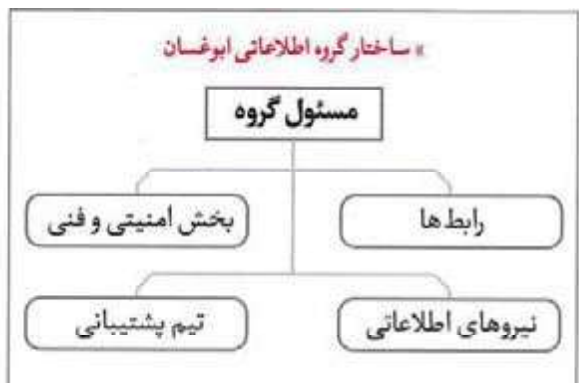 » ساختار گروه اطلاعاتی ابوغسان
مسئول گروه
رابط‌ها
بخش امنیتی و فنی
نیروهای اطلاعاتی
تیم پشتیبانی